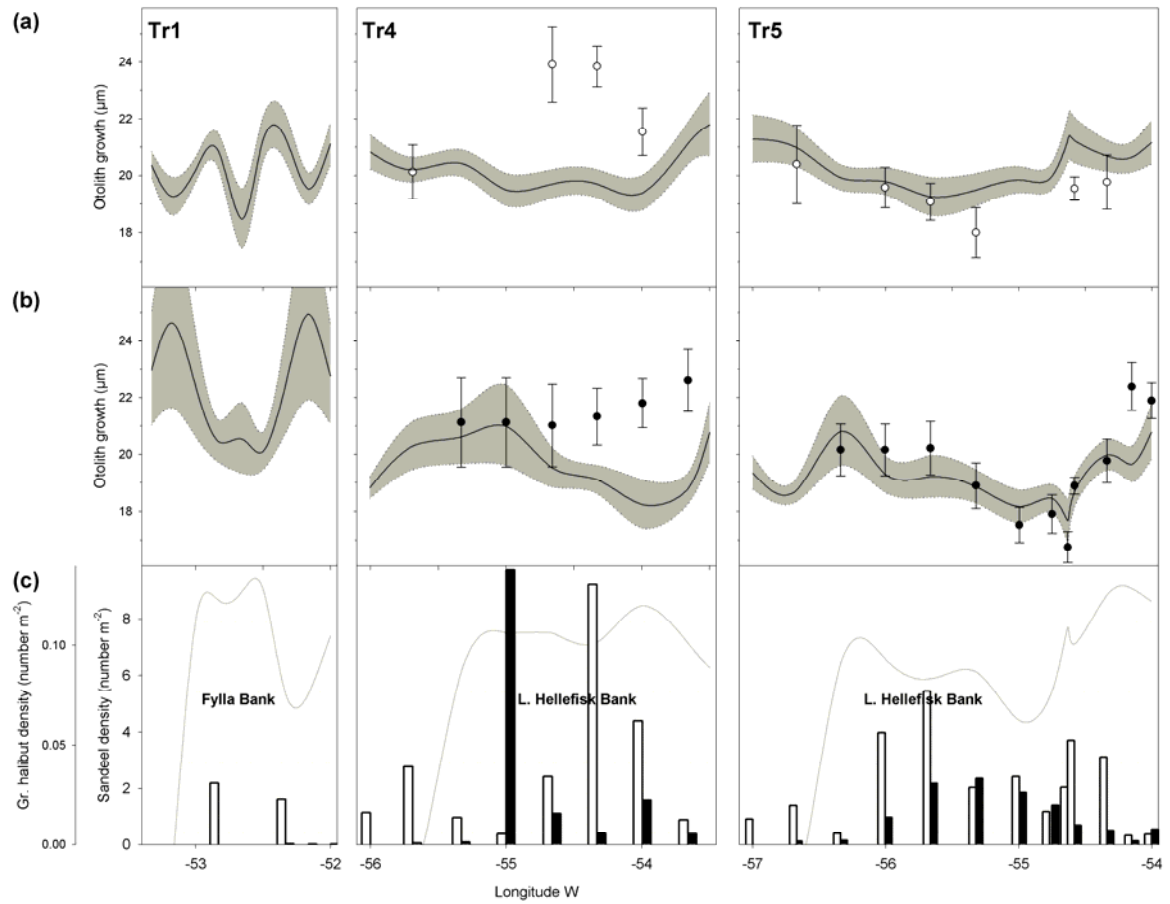 (a)
Tr1
Tr4
Tr5
Otolith growth (µm)
24
22
20
18
(b)
Otolith growth (µm)
24
22
20
18
(c)
Gr. halibut density (number m-2)
0.10
0.05
0.00
Sandeel density (number m-2)
8
6
4
2
0
Fylla Bank
L. Hellefisk Bank
L. Hellefisk Bank
-53
-52
-56
-55
-54
-57
-56
-55
-54
Longitude W